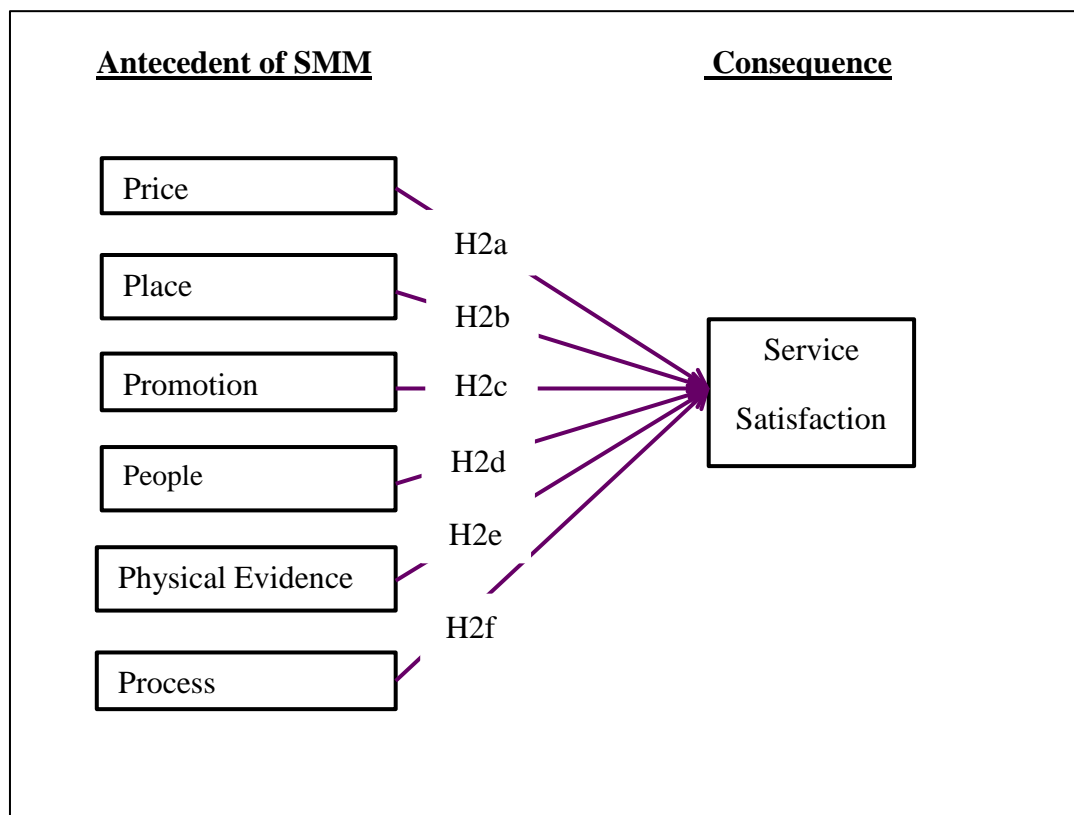 Antecedent of SMM
Consequence
Price
H2a
Place
H2b
Promotion
H2c
People
H2d
Physical Evidence
H2e
Process
H2f
Service
Satisfaction